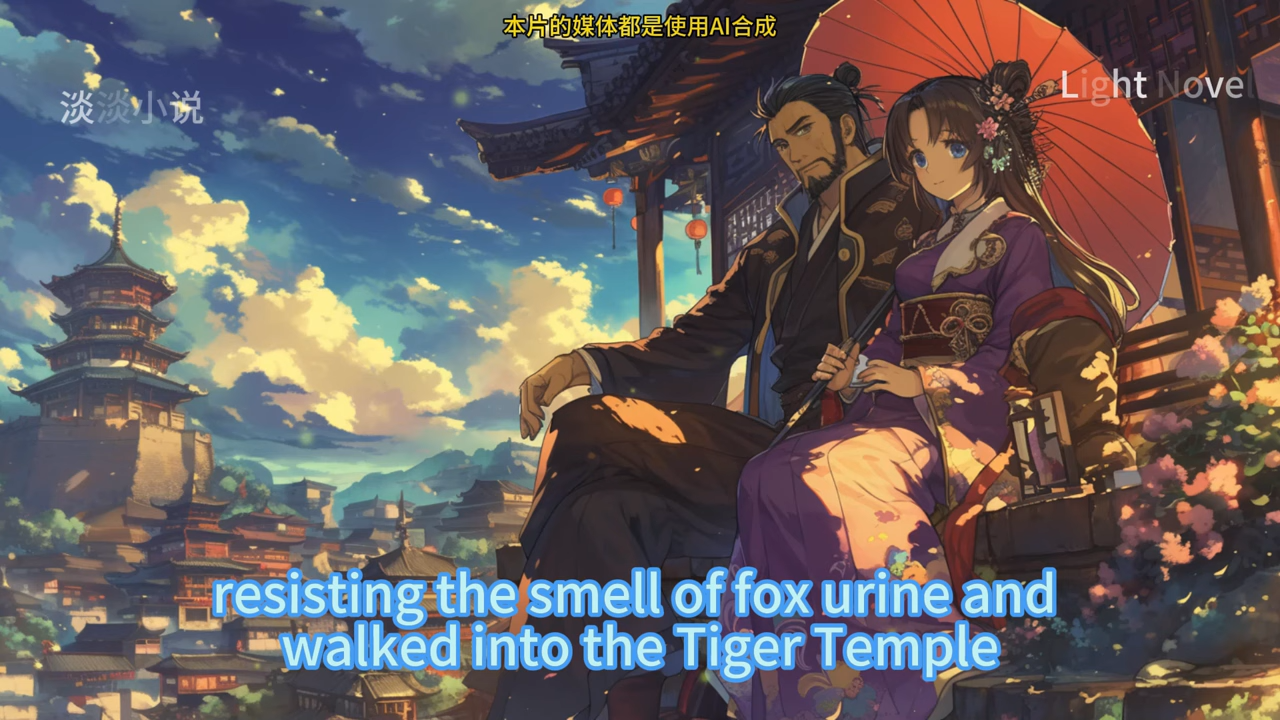 本片的媒体都是使用AI合成
淡淡小说
Light Novel
resisting the smell of fox urine and
walked into the Tiger Temple